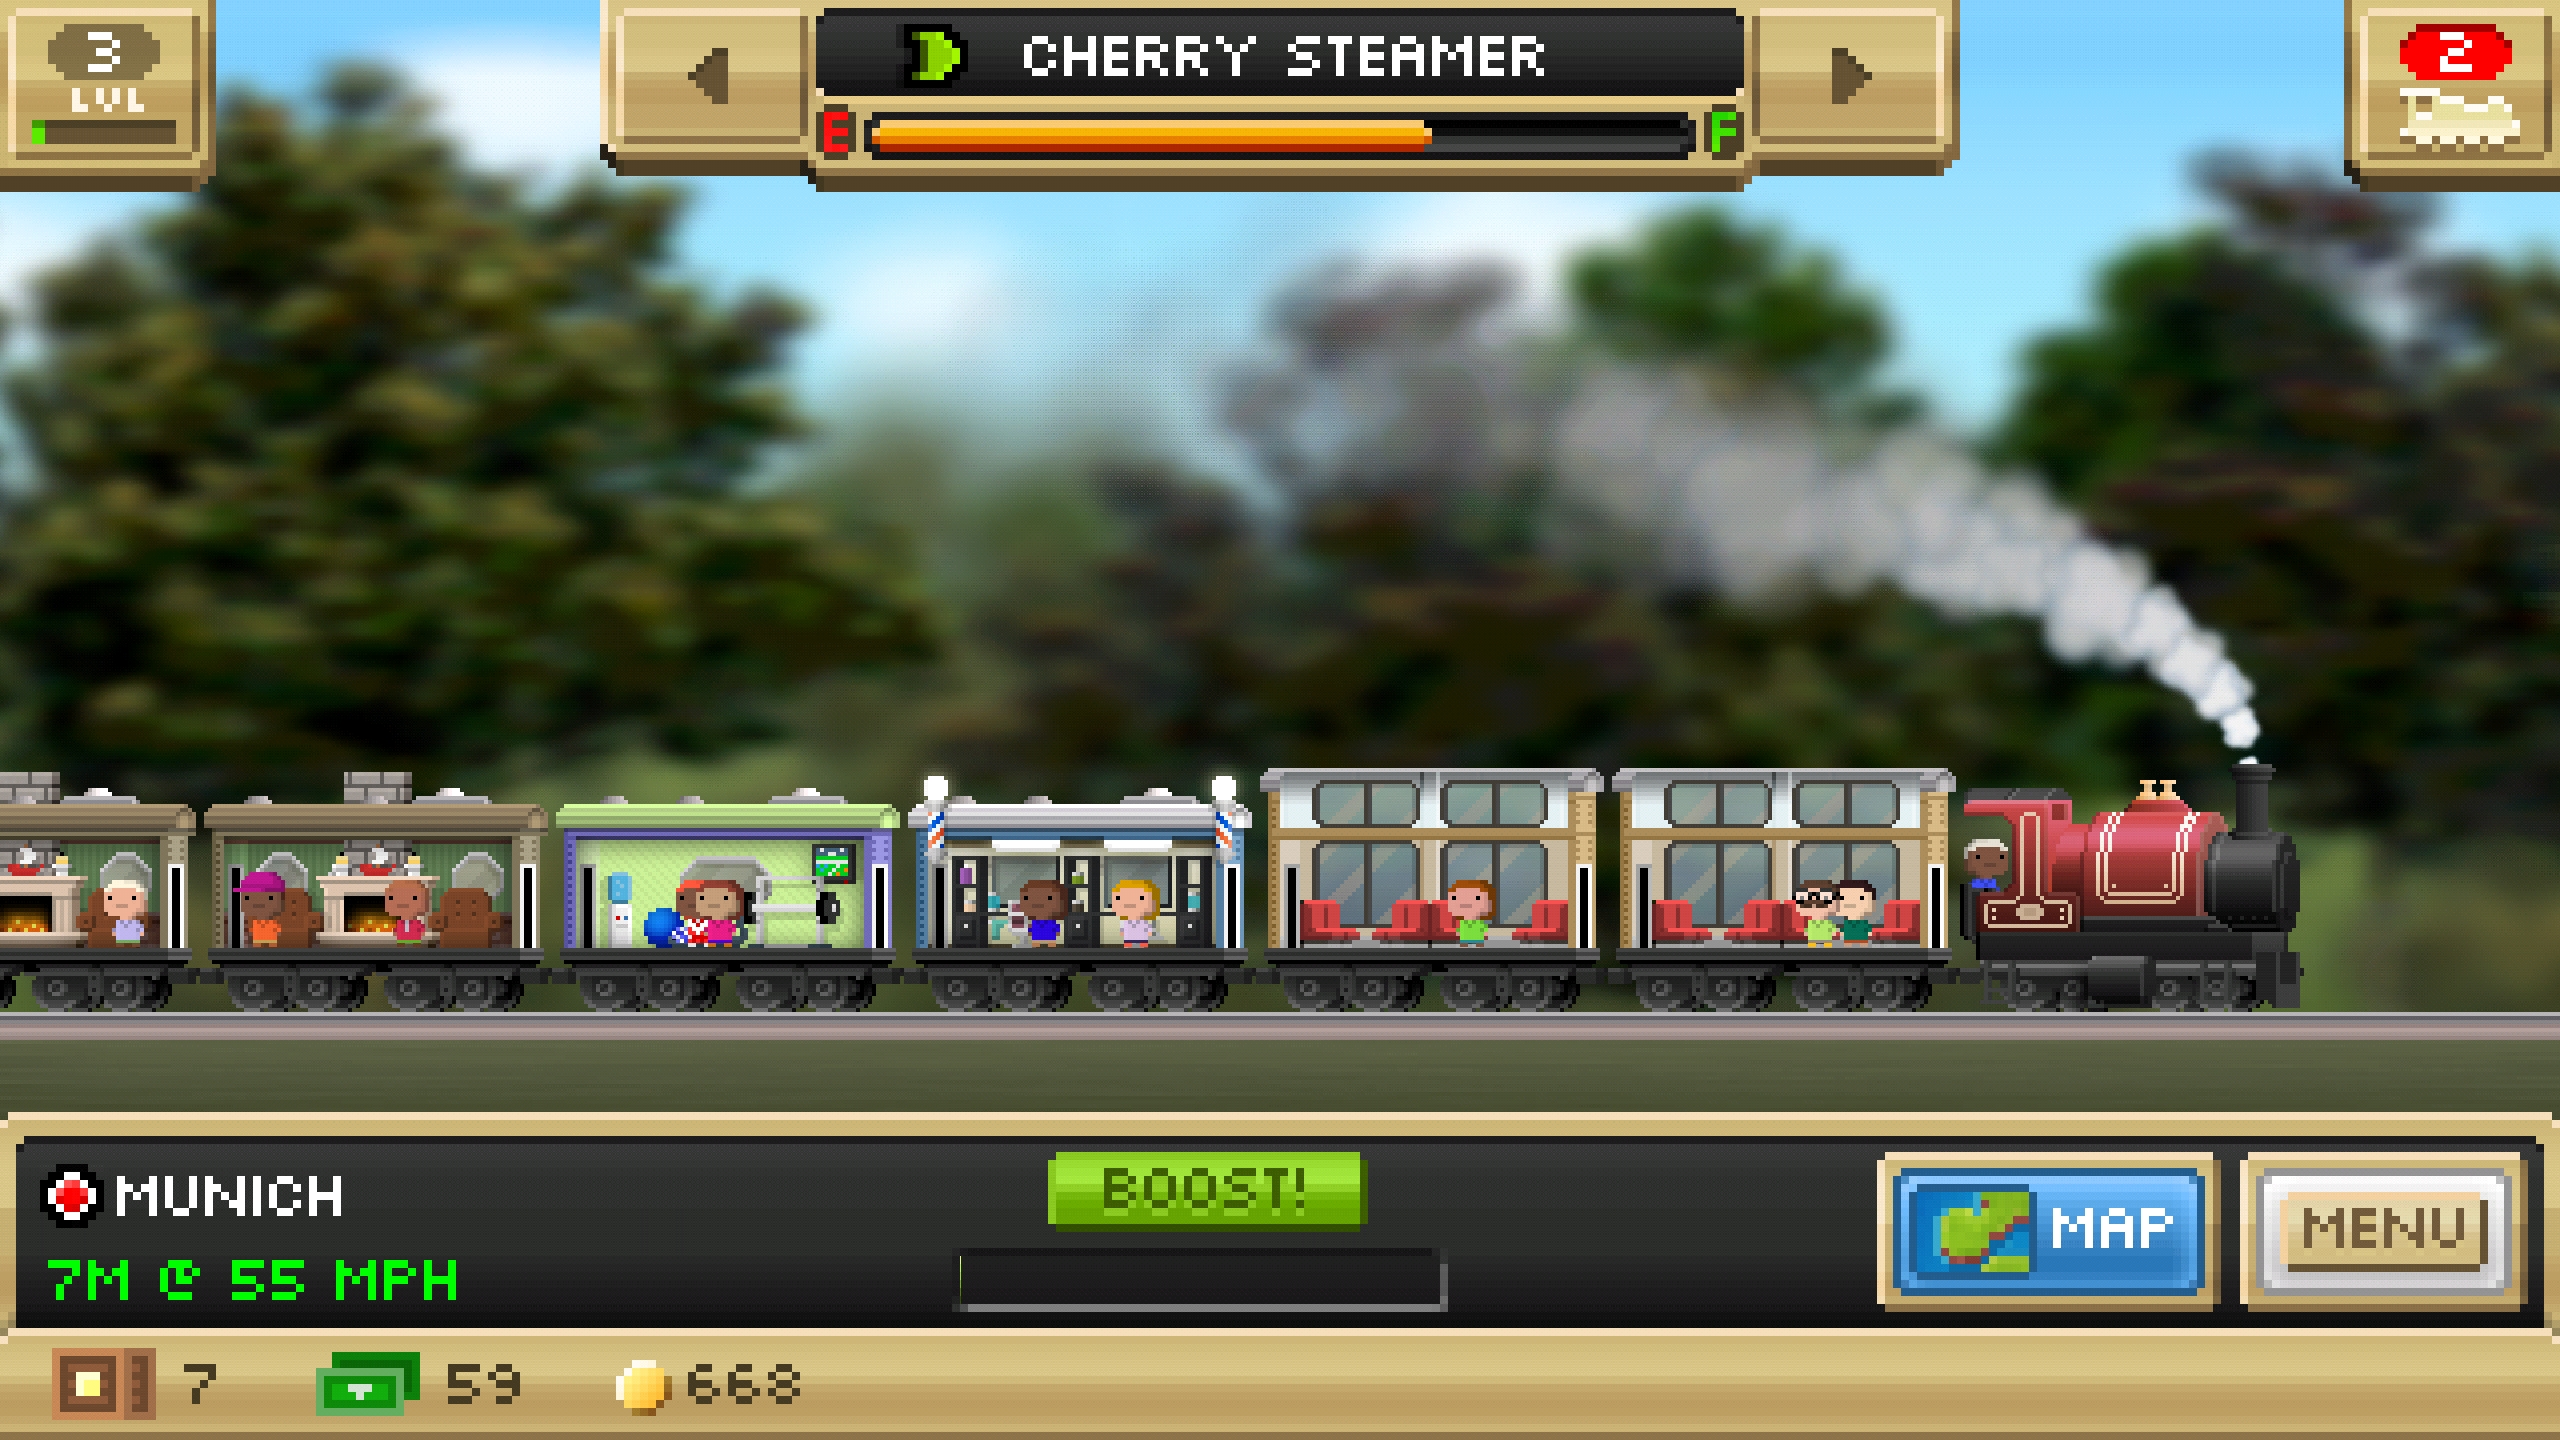 3
LVL
CHERRY STEAMER
E
F
2
MUNICH
7M @ 55 MPH
BOOST!
MAP
MENU
7
59
668